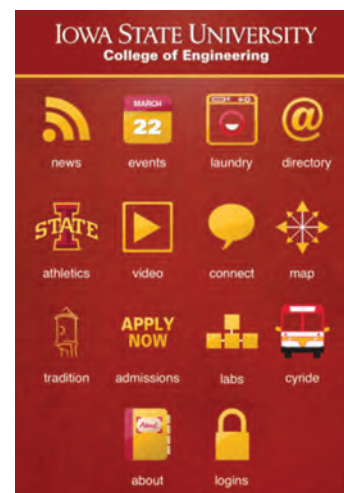 IOWA STATE UNIVERSITY
College of Engineering
MARCH
22
@
news events laundry directory
STATE
athletics video connect map
APPLY
NOW
tradition admissions labs cyride
About
about logins